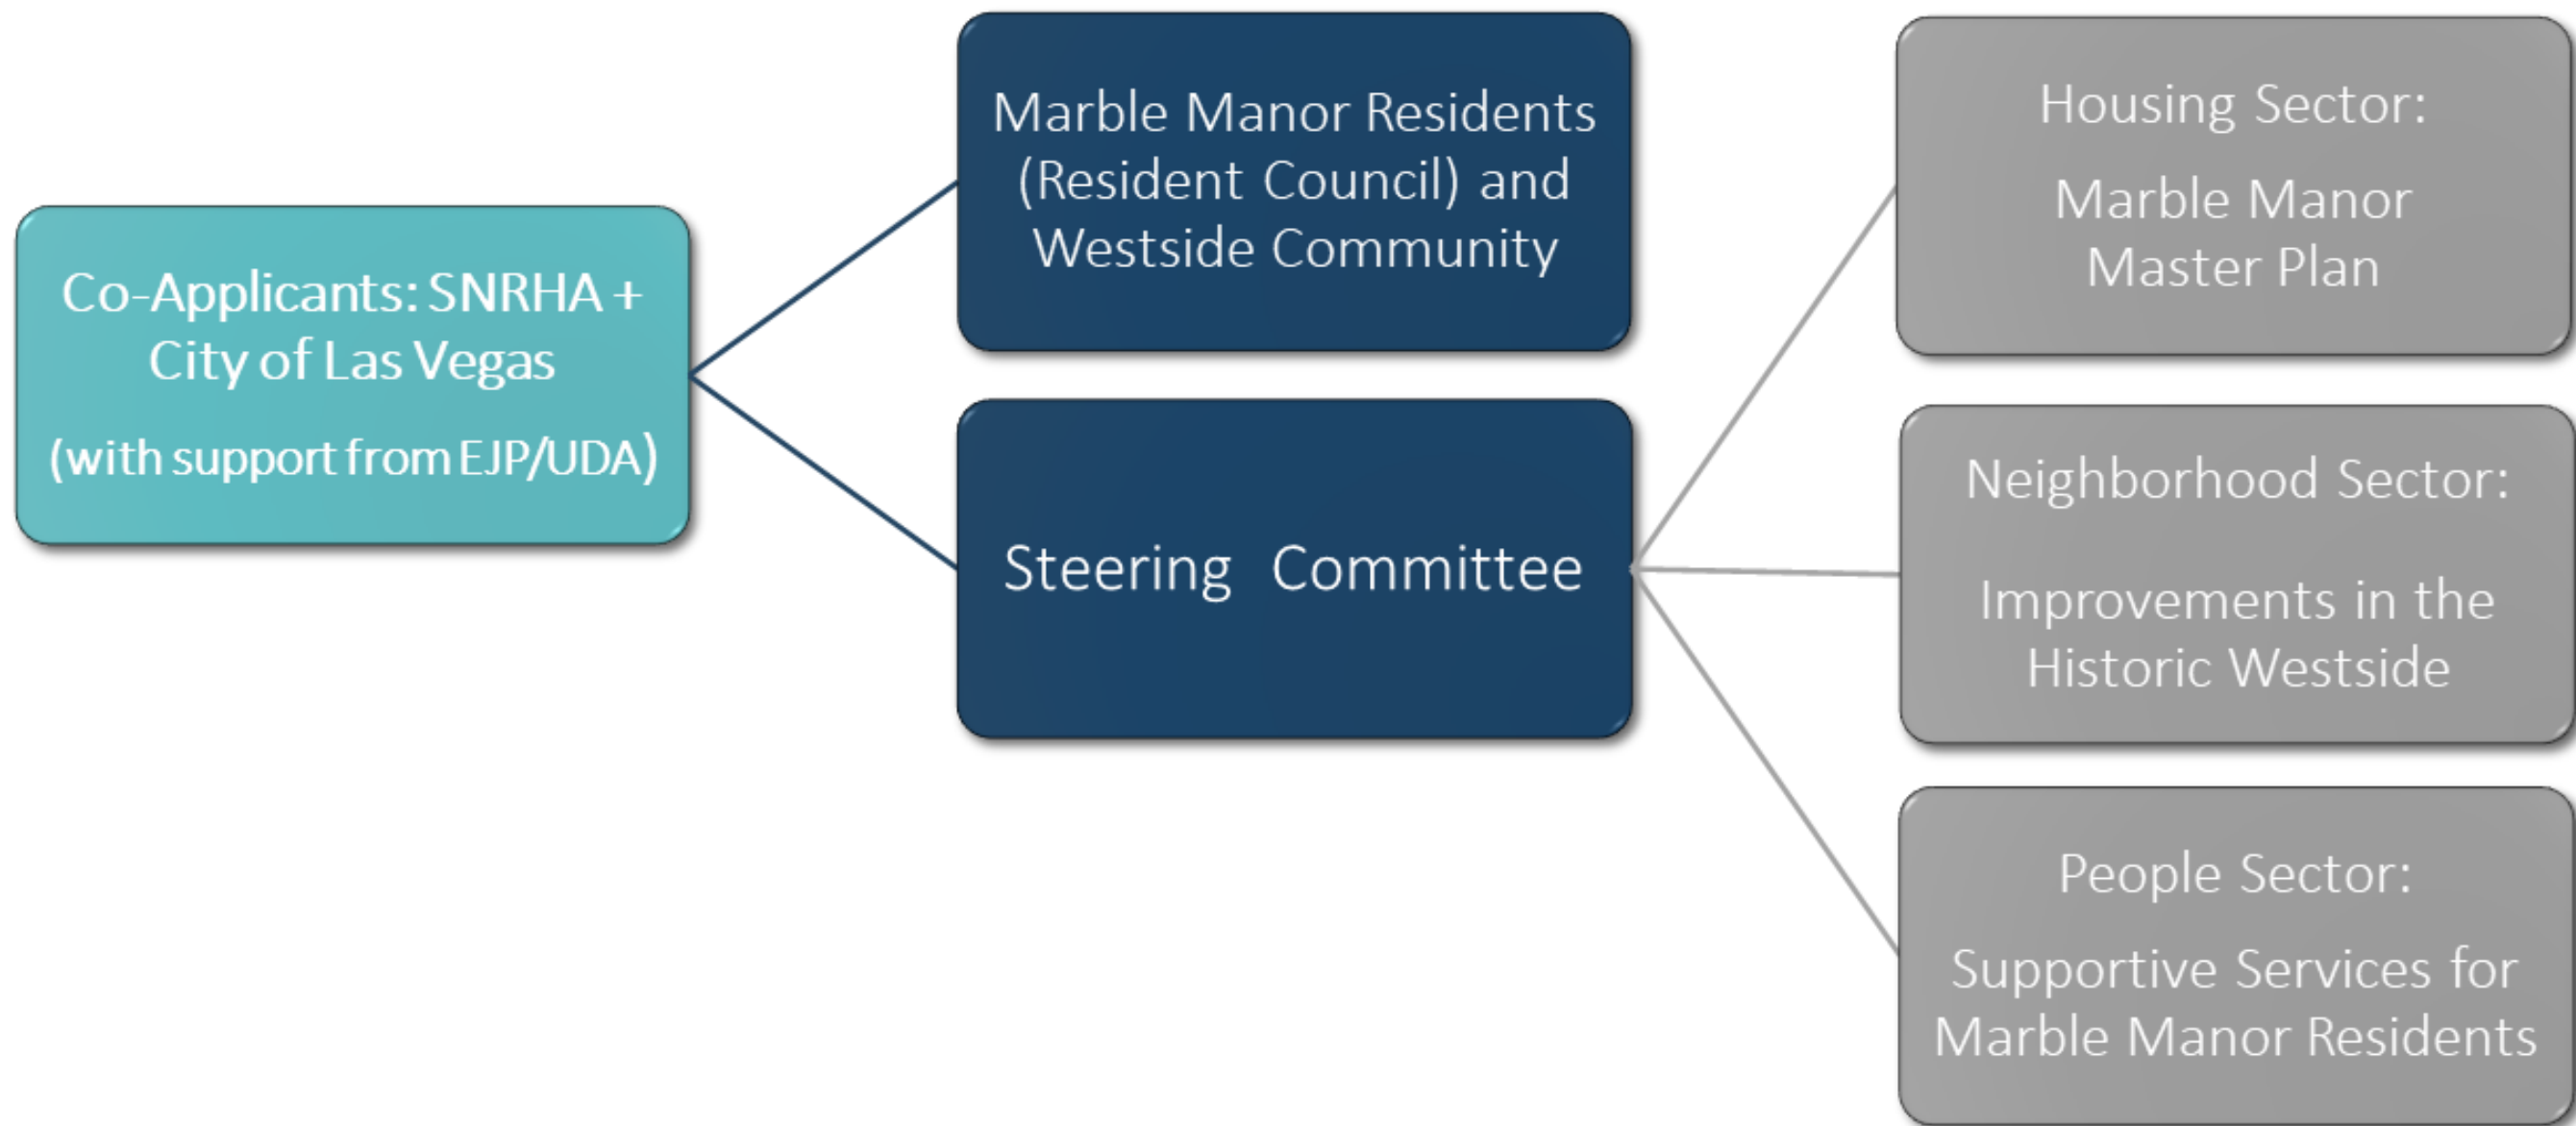 Co-Applicants: SNRHA +
City of Las Vegas
(with support from EJP/UDA)
Marble Manor Residents
(Resident Council) and
Westside Community
Steering Committee
Housing Sector:
Marble Manor
Master Plan
Neighborhood Sector:
Improvements in the
Historic Westside
People Sector:
Supportive Services for
Marble Manor Residents